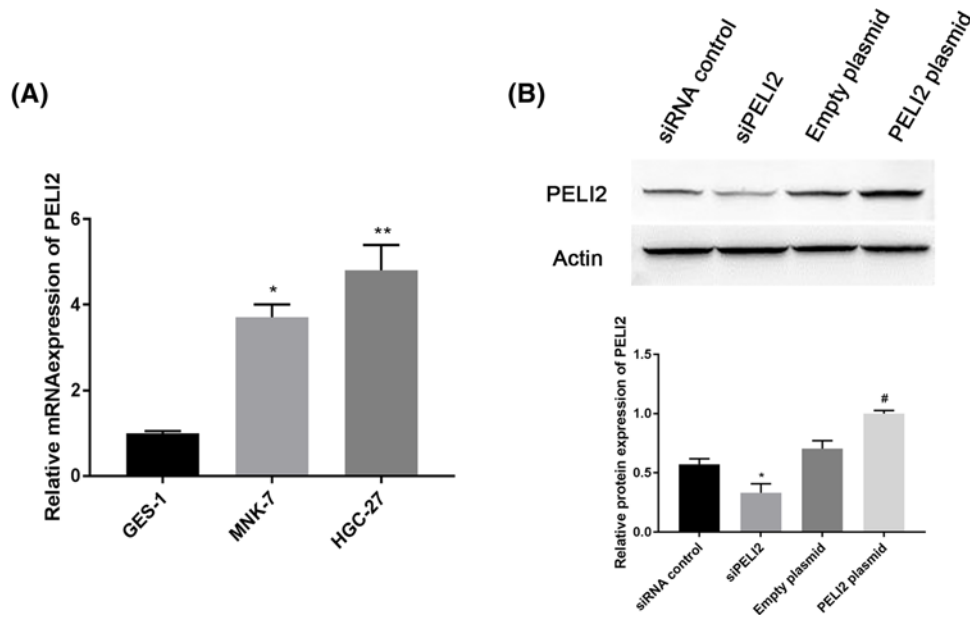 (A)
Relative mRNAexpression of PELI2
6
4
2
0
*
**
GES-1
MNK-7
HGC-27
(B)
siRNA control
siPELI2
Empty plasmid
PELI2 plasmid
PELI2
Actin
Relative protein expression of PELI2
1.5
1.0
0.5
0.0
*
#
siRNA control
siPELI2
Empty plasmid
PELI2 plasmid